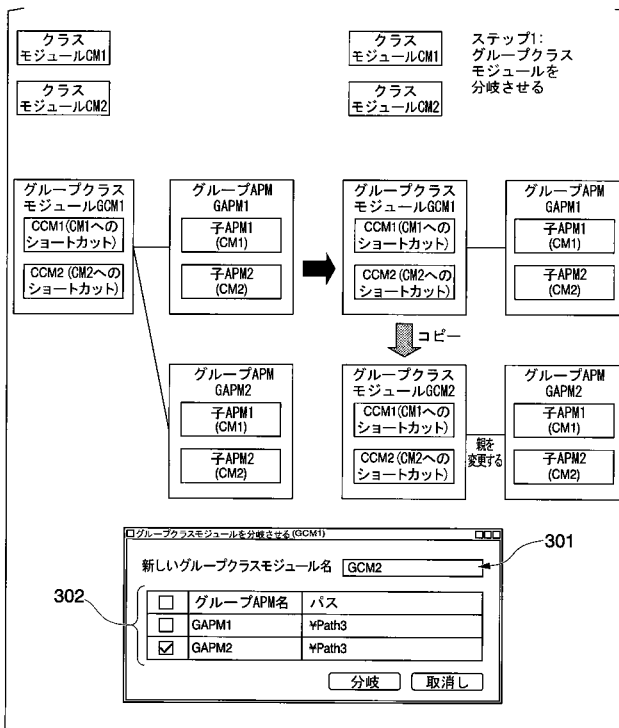 クラス
モジュールCM1
クラス
モジュールCM2
クラス
モジュールCM1
クラス
モジュールCM2
ステップ1:
グループクラス
モジュールを
分岐させる
グループクラス
モジュールGCM1
CCM1(CM1への
ショートカット)
CCM2 (CM2への
ショートカット)
グループAPM
GAPM1
子APM1
(CM1)
子APM2
(CM2)
グループAPM
GAPM2
子APM1
(CM1)
子APM2
(CM2)
グループクラス
モジュールGCM1
CCM1(CM1への
ショートカット)
CCM2 (CM2への
ショートカット)
グループAPM
GAPM1
子APM1
(CM1)
子APM2
(CM2)
コピー
グループクラス
モジュールGCM2
CCM1(CM1への
ショートカット)
CCM2 (CM2への
ショートカット)
親を
変更する
グループAPM
GAPM2
子APM1
(CM1)
子APM2
(CM2)
グループクラスモジュールを分岐させる(GCM1)
新しいグループクラスモジュール名 GCM2
301
302
グループAPM名 パス
GAPM1 ¥Path3
GAPM2 ¥Path3
分岐 取消し